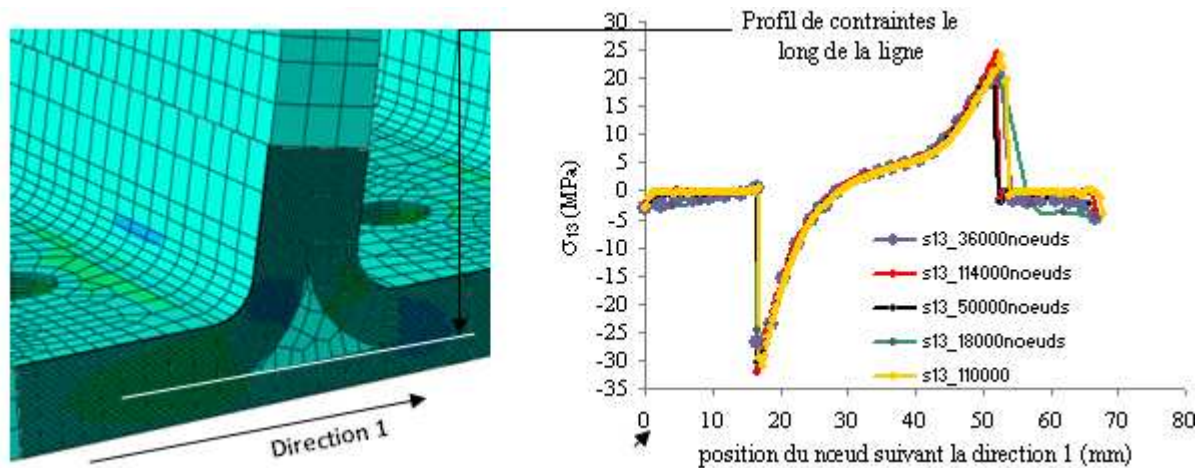 Profil de contraintes le
long de la ligne
Direction 1
30
25
20
15
10
5
0
-5
-10
-15
-20
-25
-30
-35
σ13 (MPa)
s13_36000noeuds
s13_114000noeuds
s13_50000noeuds
s13_18000noeuds
s13_110000
0 10 20 30 40 50 60 70 80
position du nœud suivant la direction 1 (mm)